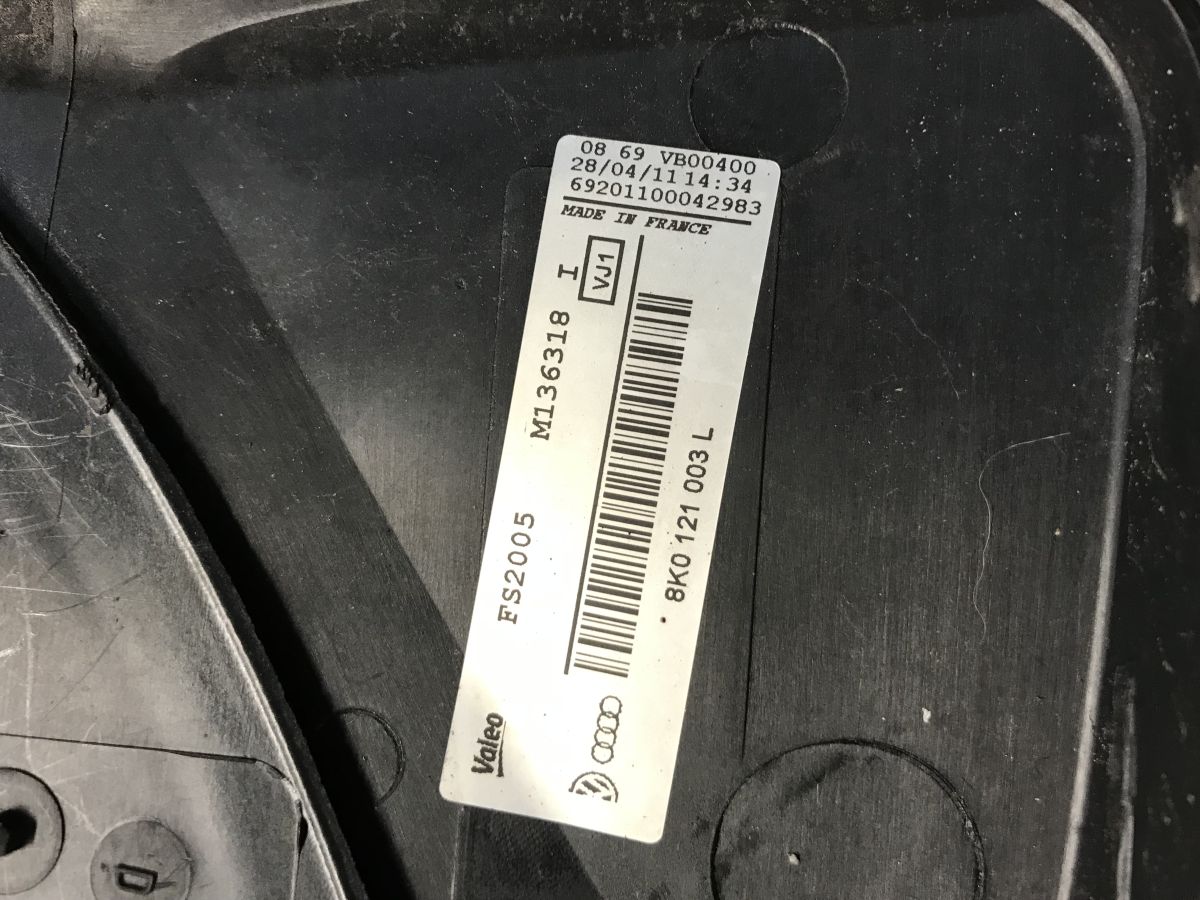 08 69 VB00400
28/04/11 14:34
69201100042983
MADE IN FRANCE
I
VJ1
M136318
FS2005
8K0 121 003 L
Valeo